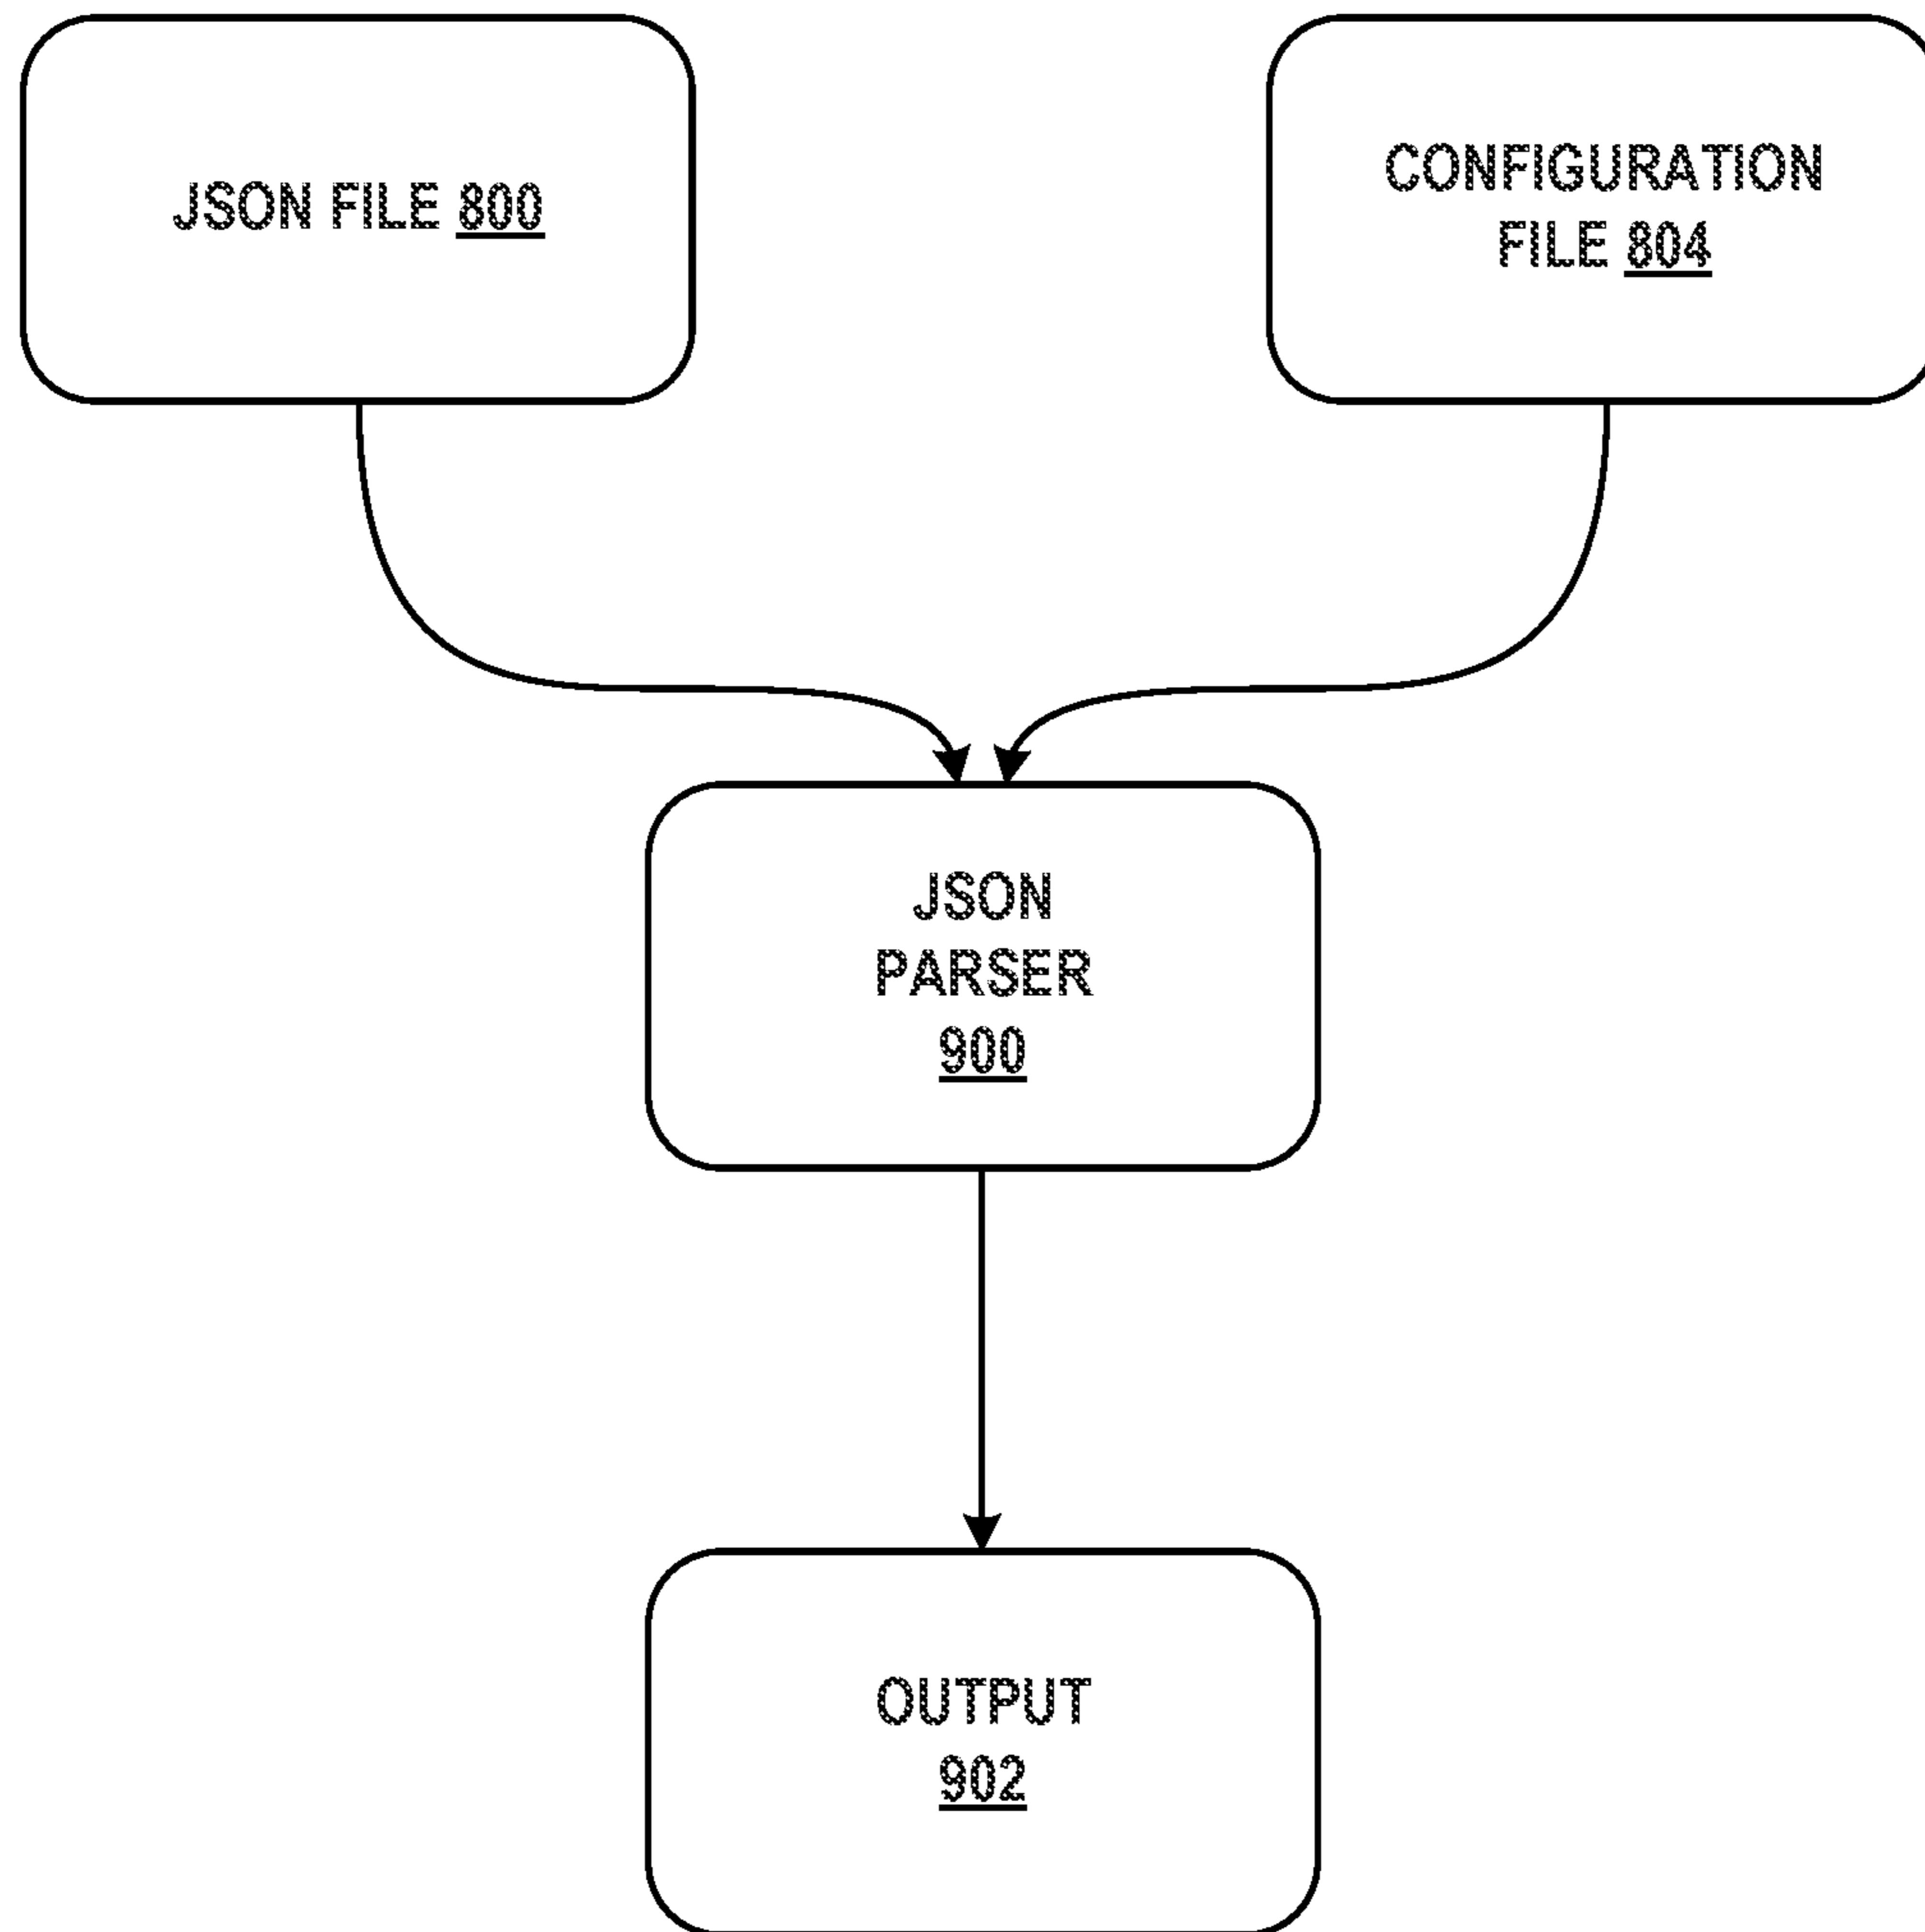 JSON FILE 800
CONFIGURATION
FILE 804
JSON
PARSER
900
OUTPUT
902